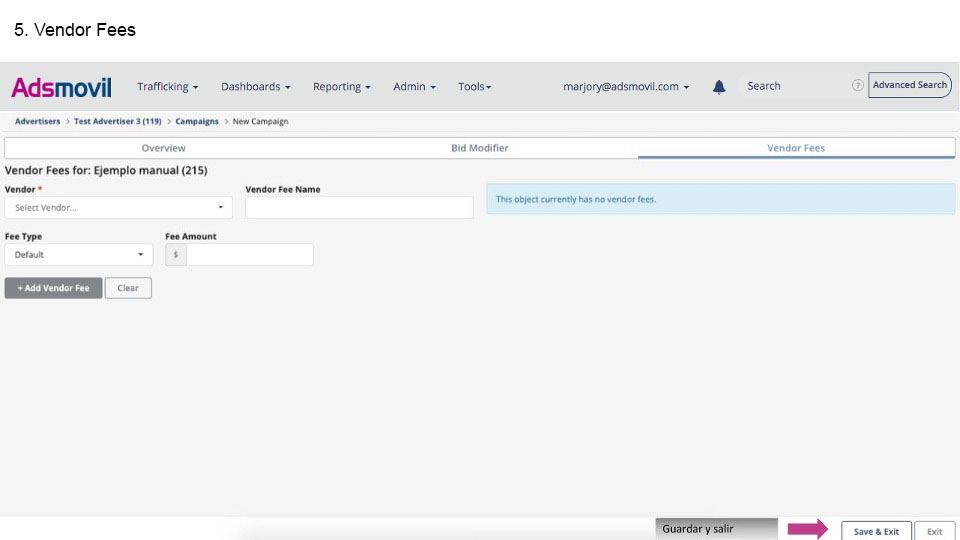 5. Vendor Fees
Adsmovil Trafficking Dashboards Reporting Admin Tools marjory@adsmovil.com Search ? Advanced Search
Advertisers > Test Advertiser 3 (119) > Campaigns > New Campaign
Overview Bid Modifier Vendor Fees
Vendor Fees for: Ejemplo manual (215)
Vendor * Vendor Fee Name
Select Vendor... This object currently has no vendor fees.
Fee Type Fee Amount
Default $
+ Add Vendor Fee Clear
Guardar y salir Save & Exit Exit